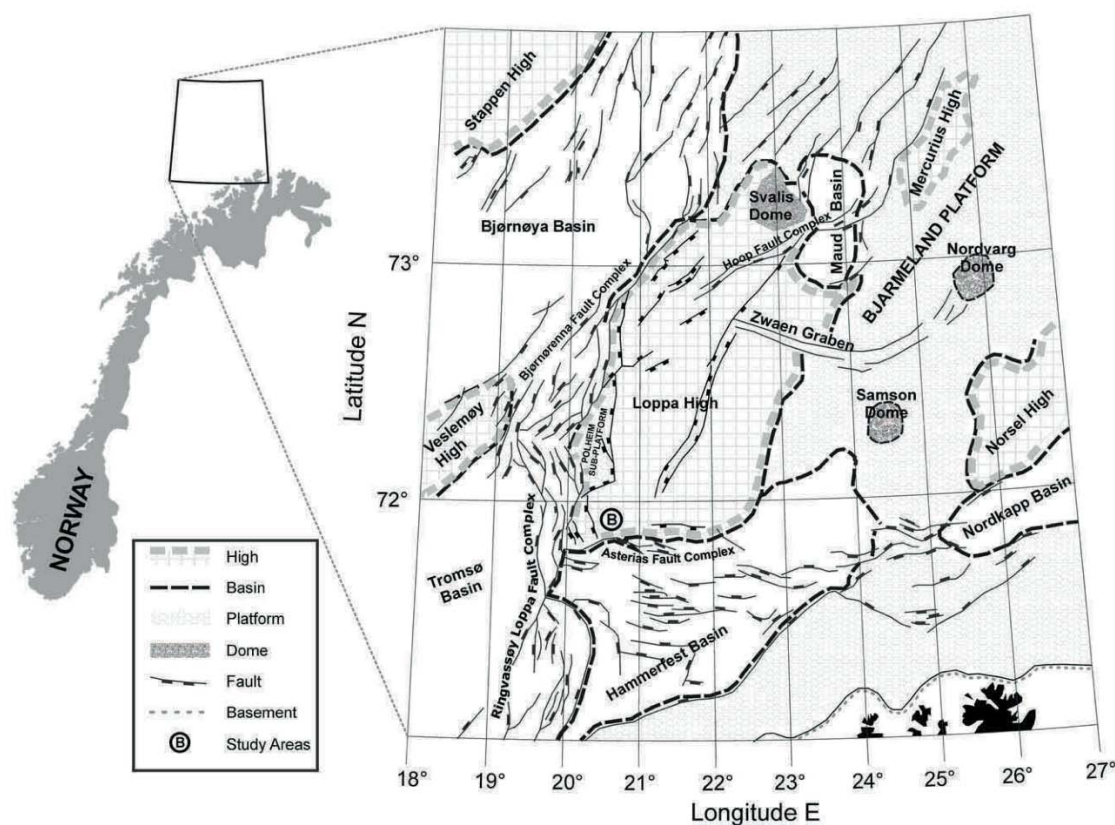 Stappen High
Mercurius High
Svalis
Dome
Maud
Basin
Bjørnøya Basin
Hoop Fault Complex
BJARMELAND PLATFORM
Nordvarg
Dome
73°
Bjørnørenna Fault Complex
Zwaen Graben
Latitude N
Veslemøy
High
Loppa High
POLHEIM
SUB-PLATFORM
Samson
Dome
Norsel High
72°
B
Nordkapp Basin
Asterias Fault Complex
Tromsø
Basin
Ringvassøy Loppa Fault Complex
Hammerfest Basin
NORWAY
High
Basin
Platform
Dome
Fault
Basement
B
Study Areas
18°
19°
20°
21°
22°
23°
24°
25°
26°
27°
Longitude E